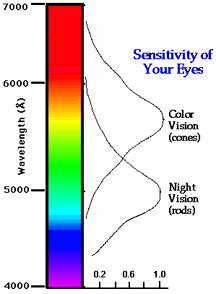 7000
Sensitivity of
Your Eyes
6000
Color
Vision
(cones)
Wavelength (Å)
5000
Night
Vision
(rods)
4000
0.2 0.6 1.0